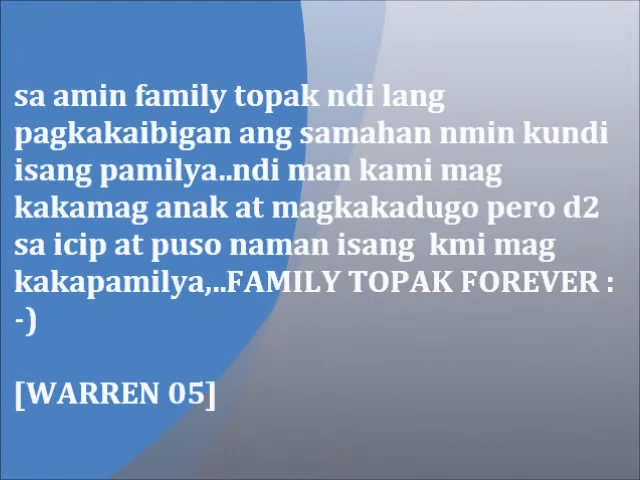 sa amin family topak ndi lang
pagkakaibigan ang samahan nmin kundi
isang pamilya..ndi man kami mag
kakamag anak at magkakadugo pero d2
sa icip at puso naman isang  kmi mag
kakapamilya,..FAMILY TOPAK FOREVER :
-)
[WARREN 05]